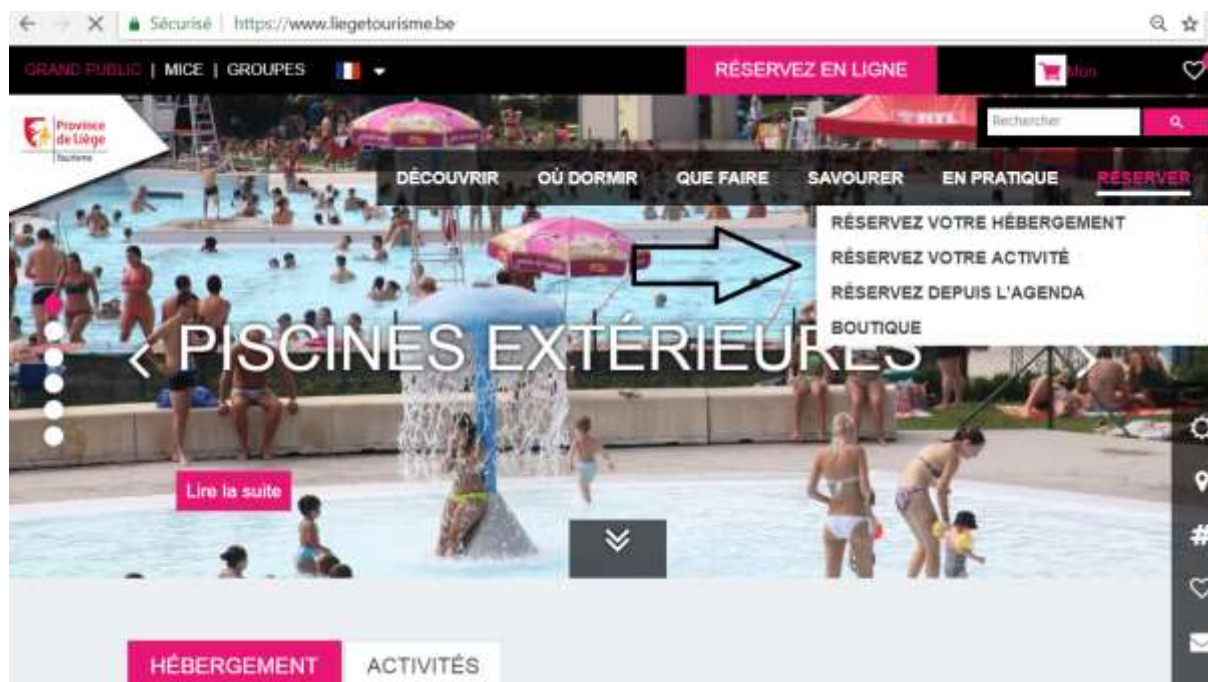 Sécurisé | https://www.liegetourisme.be
GRAND PUBLIC | MICE | GROUPES
RÉSERVEZ EN LIGNE
Mon
Province
de Liège
Tourisme
Rechercher
DÉCOUVRIR OÙ DORMIR QUE FAIRE SAVOURER EN PRATIQUE RÉSERVER
RÉSERVEZ VOTRE HÉBERGEMENT
RÉSERVEZ VOTRE ACTIVITÉ
RÉSERVEZ DEPUIS L'AGENDA
BOUTIQUE
PISCINES EXTÉRIEURES
Lire la suite
#
HÉBERGEMENT ACTIVITÉS